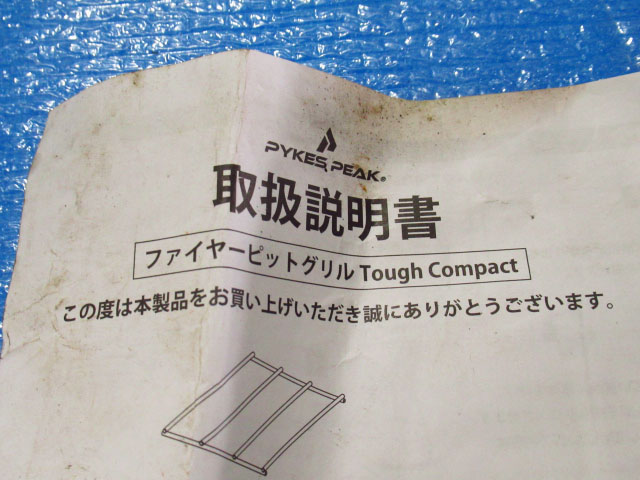 PYKES PEAK®
取扱説明書
ファイヤーピットグリル Tough Compact
この度は本製品をお買い上げいただき誠にありがとうございます。